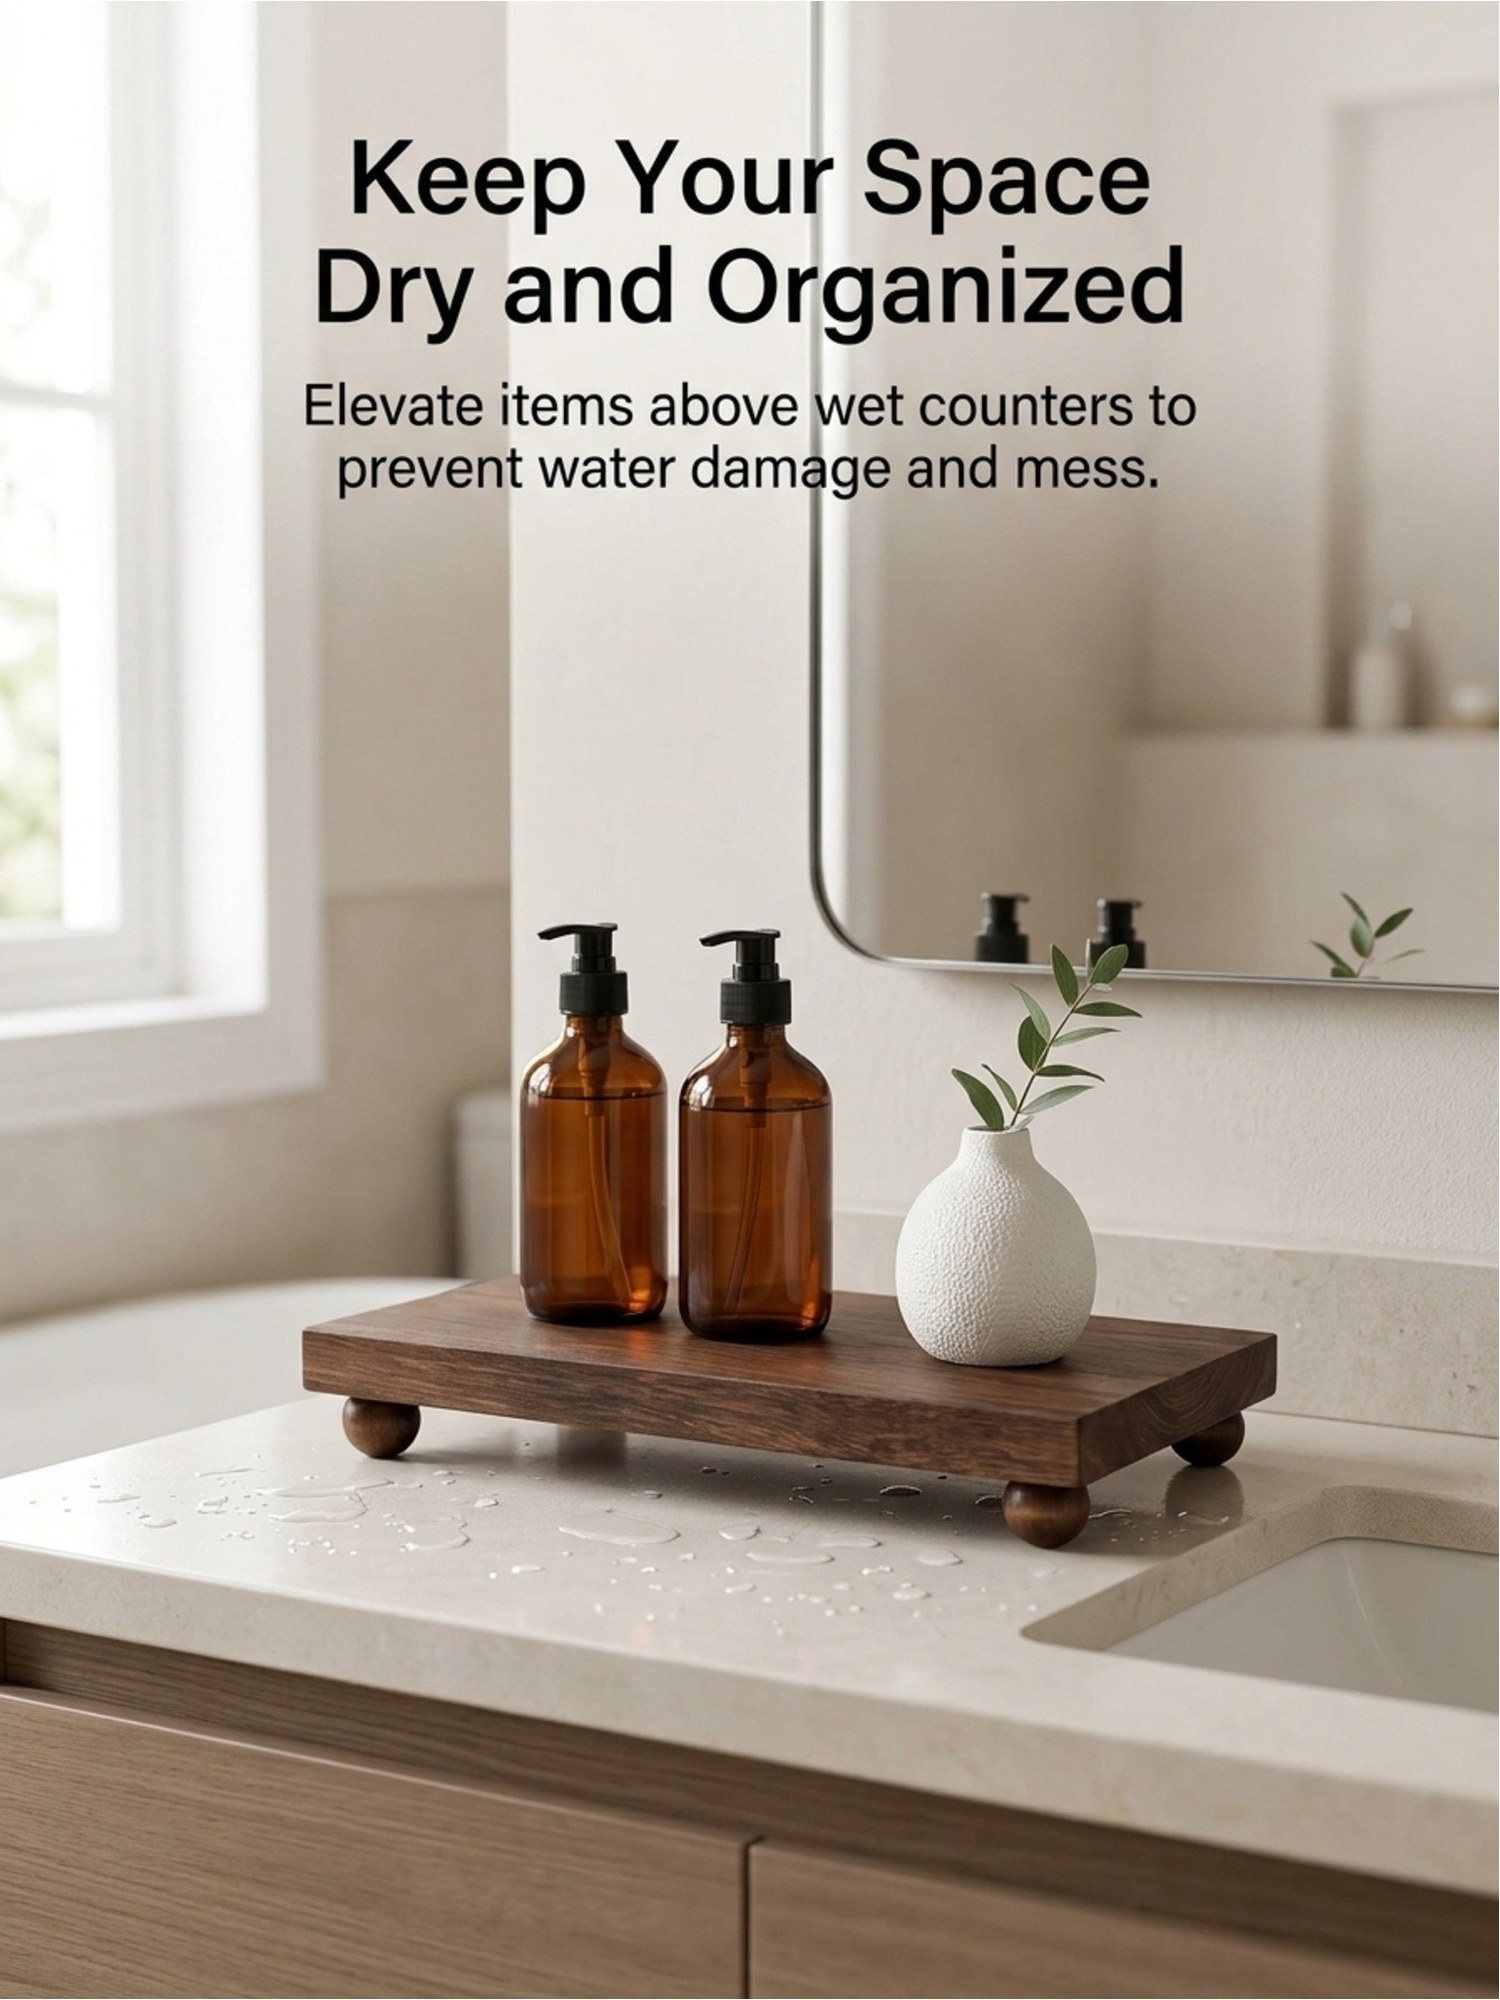 Keep Your Space
Dry and Organized
Elevate items above wet counters to
prevent water damage and mess.